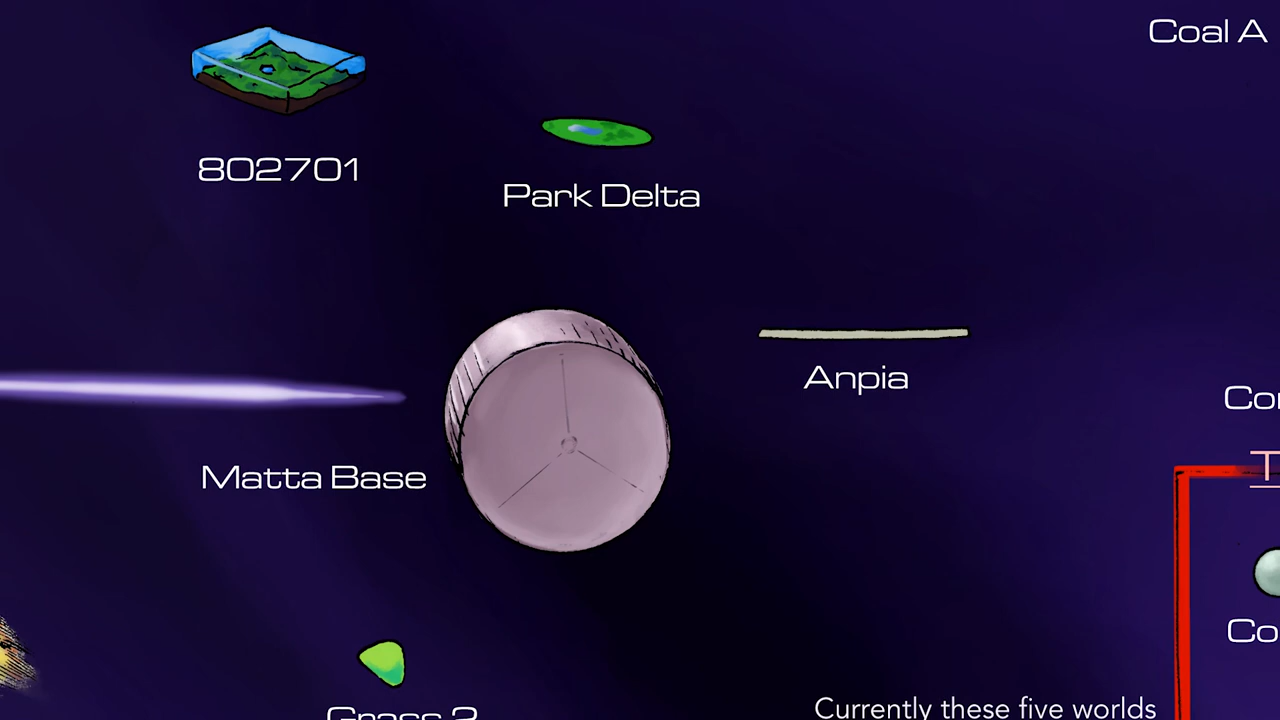 Coal A
802701
Park Delta
Anpia
Matta Base
Currently these five worlds